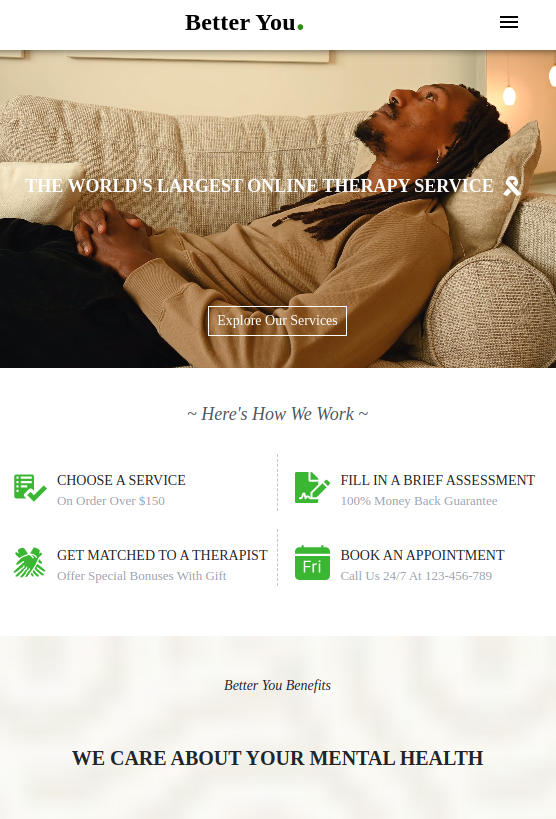 Better You.
THE WORLD'S LARGEST ONLINE THERAPY SERVICE
Explore Our Services
~ Here's How We Work ~
CHOOSE A SERVICE
On Order Over $150
FILL IN A BRIEF ASSESSMENT
100% Money Back Guarantee
GET MATCHED TO A THERAPIST
Offer Special Bonuses With Gift
Fri
BOOK AN APPOINTMENT
Call Us 24/7 At 123-456-789
Better You Benefits
WE CARE ABOUT YOUR MENTAL HEALTH